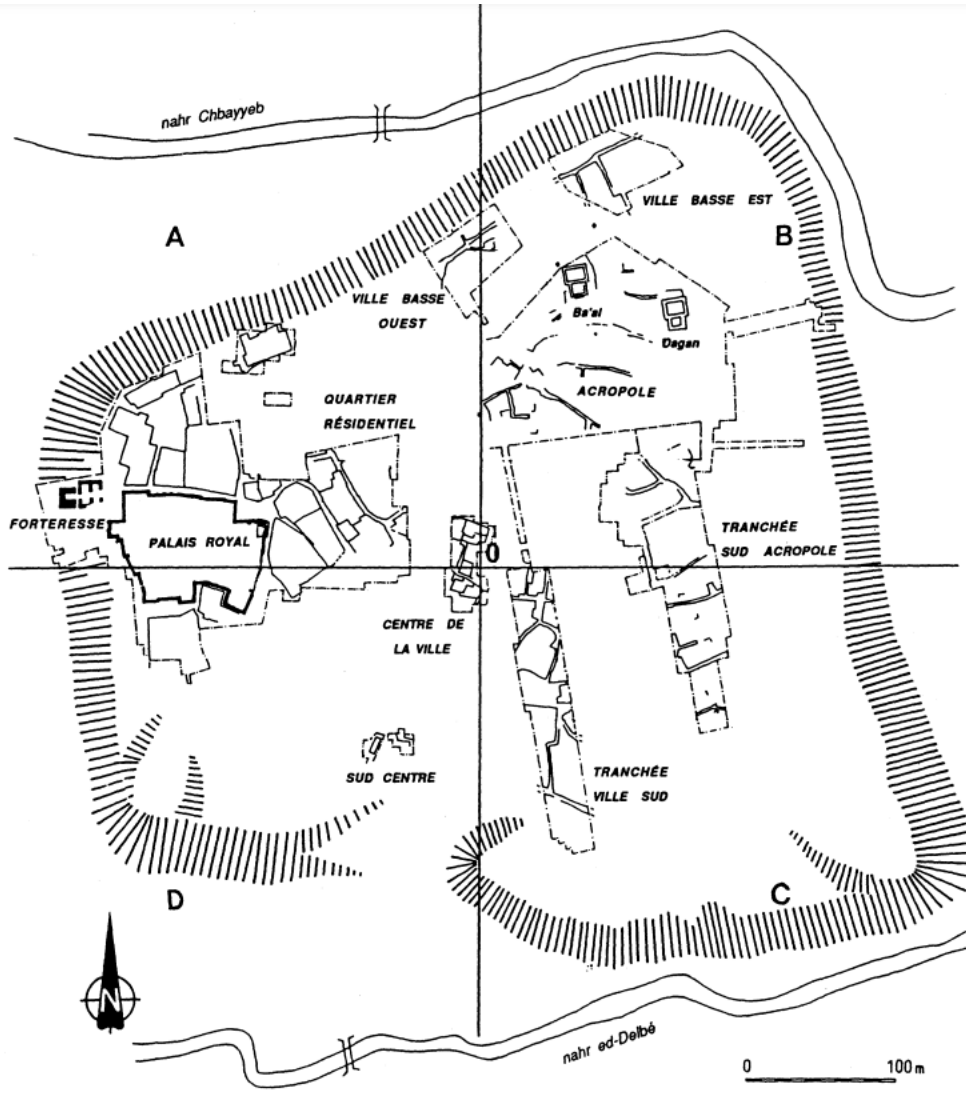 nahr Chbayyeb
VILLE BASSE EST
A
B
VILLE BASSE
OUEST
Ba'al
Dagan
ACROPOLE
QUARTIER
RÉSIDENTIEL
FORTERESSE
PALAIS ROYAL
TRANCHÉE
SUD ACROPOLE
0
CENTRE DE
LA VILLE
SUD CENTRE
TRANCHÉE
VILLE SUD
D
C
N
nahr ed-Delbé
0 100 m